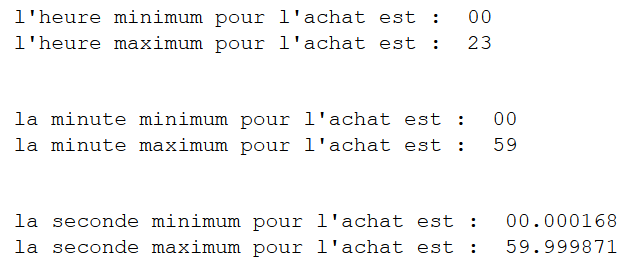 l'heure minimum pour l'achat est :  00
l'heure maximum pour l'achat est :  23
la minute minimum pour l'achat est :  00
la minute maximum pour l'achat est :  59
la seconde minimum pour l'achat est :  00.000168
la seconde maximum pour l'achat est :  59.999871